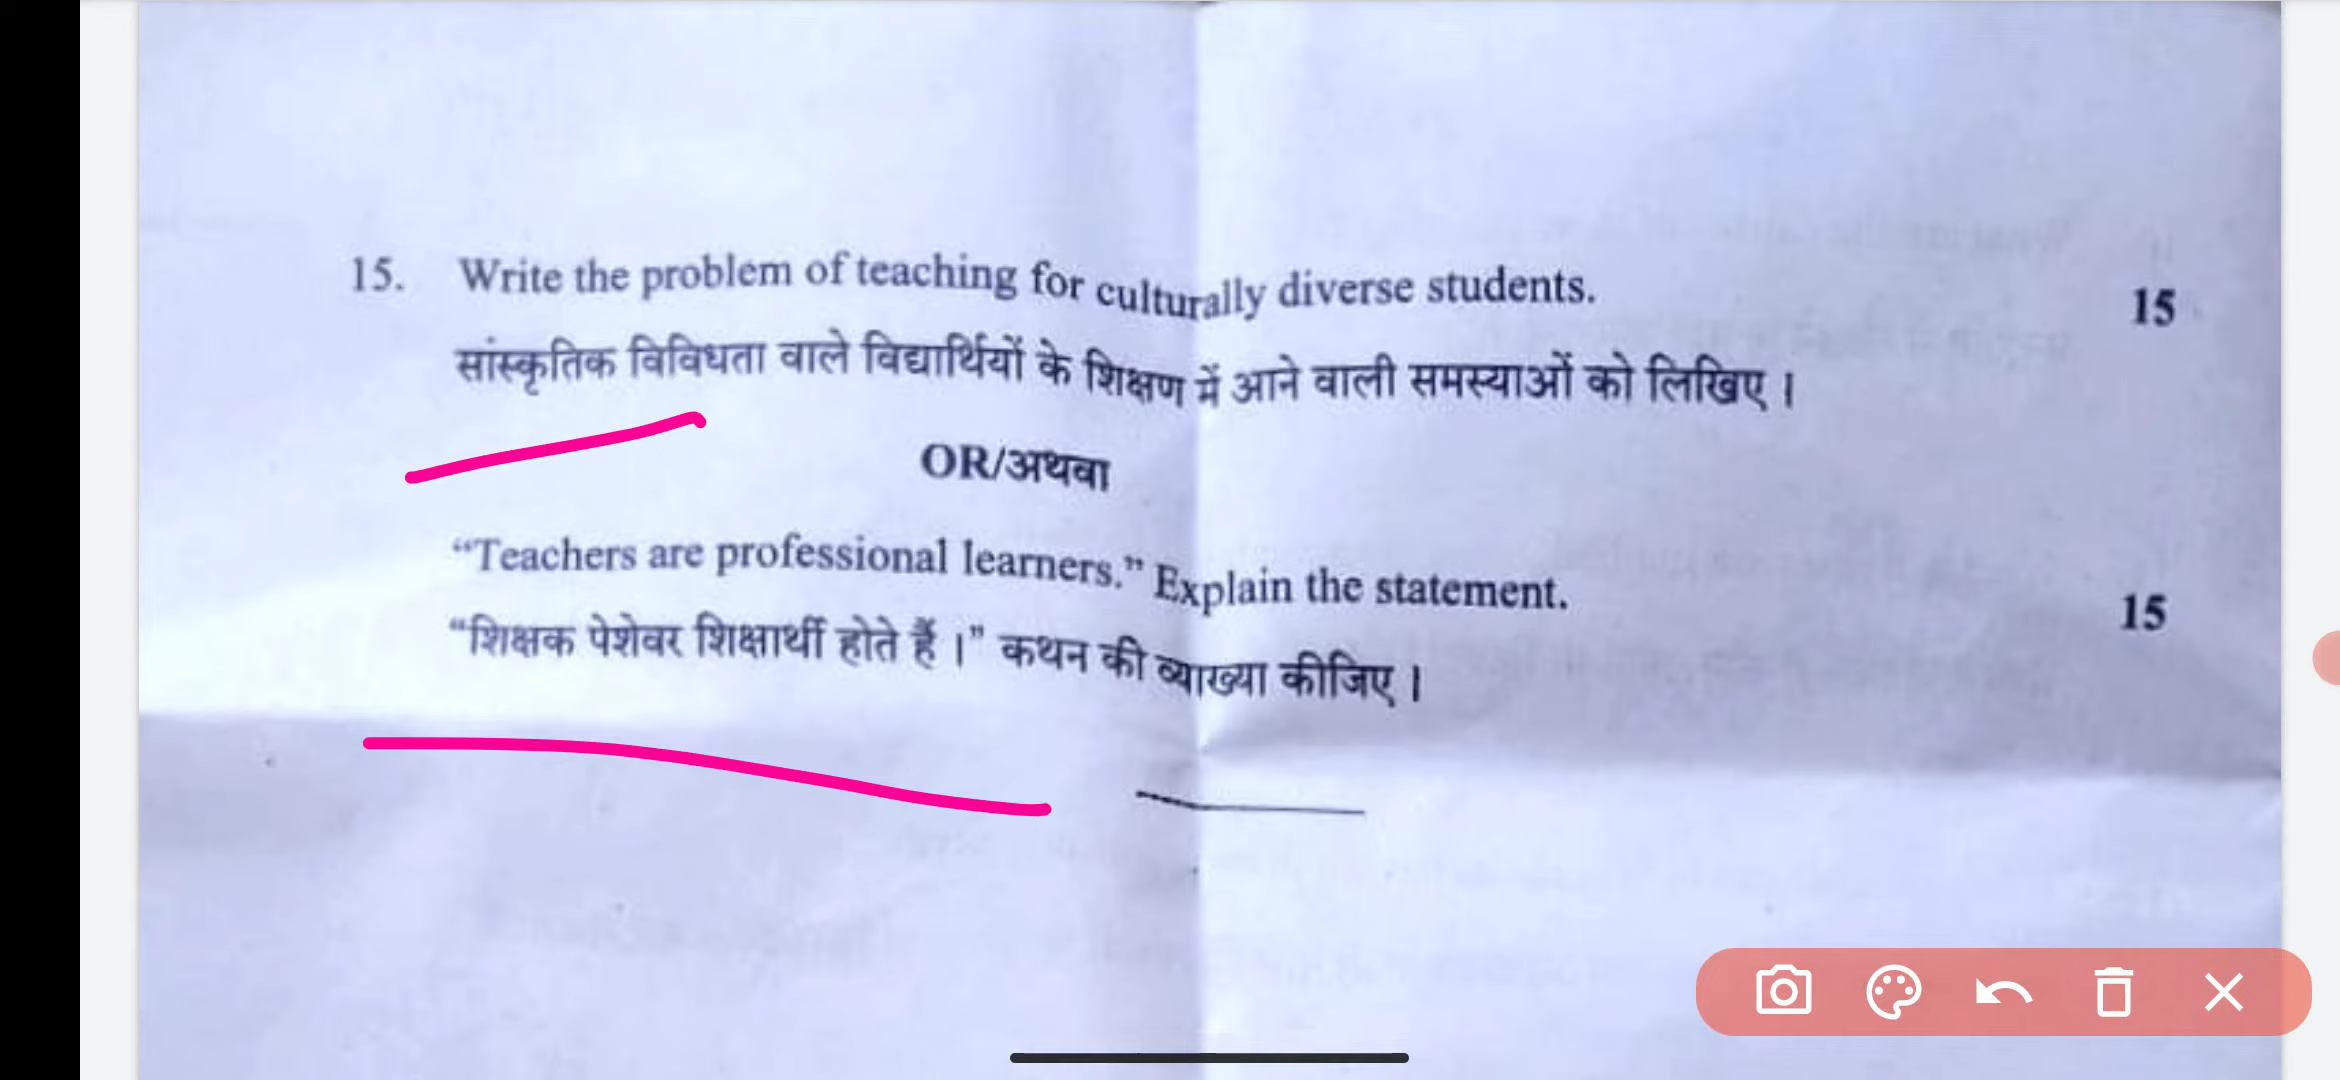 15. Write the problem of teaching for culturally diverse students. 15
सांस्कृतिक विविधता वाले विद्यार्थियों के शिक्षण में आने वाली समस्याओं को लिखिए ।
OR/अथवा
“Teachers are professional learners.” Explain the statement. 15
“शिक्षक पेशेवर शिक्षार्थी होते हैं ।” कथन की व्याख्या कीजिए ।